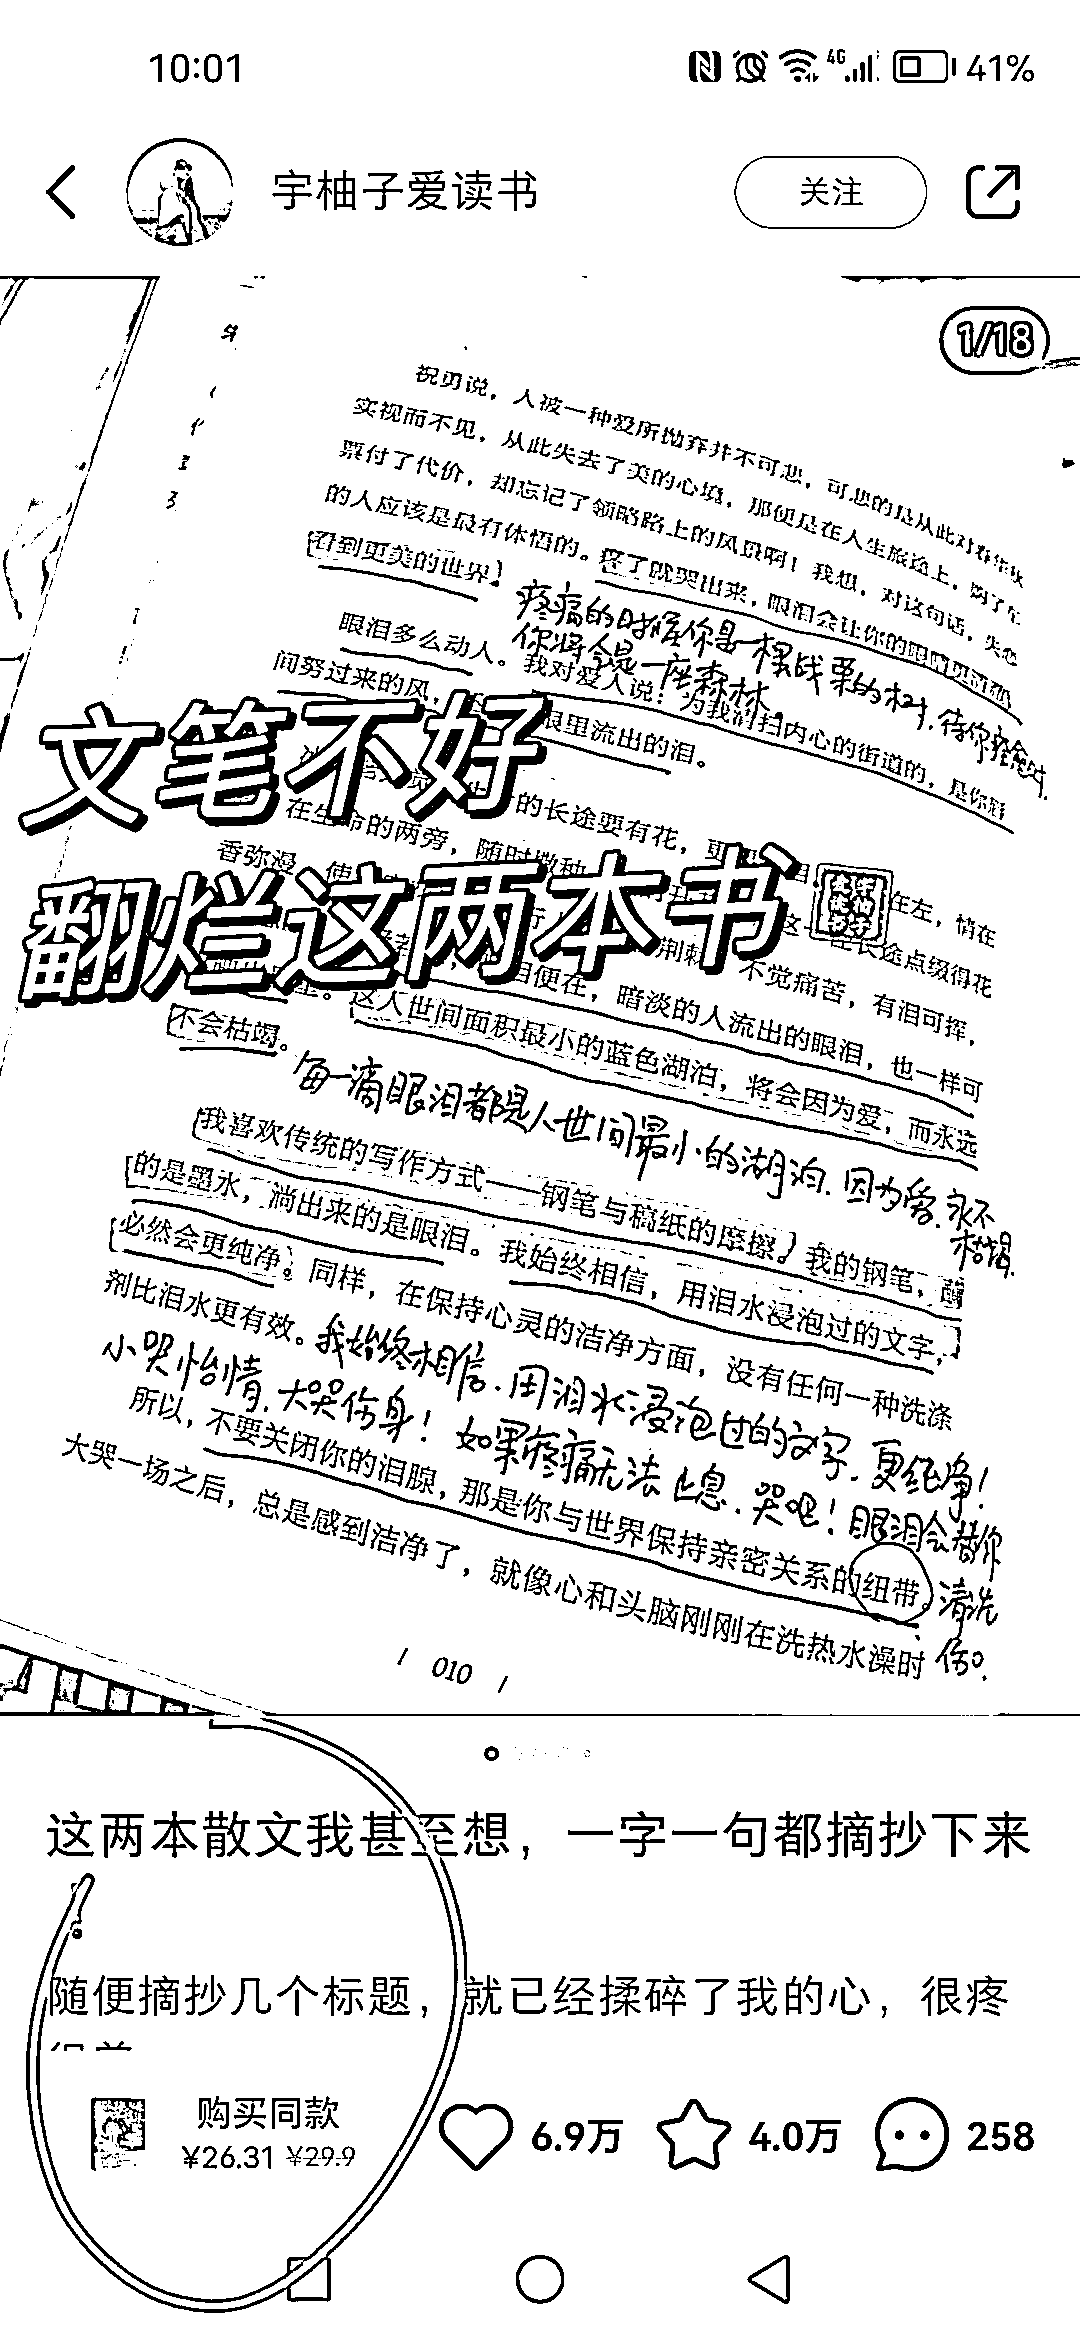 10:01
4G 41%
宇柚子爱读书
关注
1/18
祝勇说，人被一种爱所抛弃并不可悲，可悲的是从此对春华秋
实视而不见，从此失去了美的心境，那便是在人生旅途上，购了车
票付了代价，却忘记了领略路上的风景啊！我想，对这句话，失恋
的人应该是最有体悟的。疼了就哭出来，眼泪会让你的眼睛更清澈，
看到更美的世界。
疼痛的时候你是一棵战栗的树，待你痊愈时，
你将会是一座森林。
眼泪多么动人。我对爱人说：为我们扫内心的街道的，是你眉
间努过来的风，眼里流出的泪。
文笔不好
的长途要有花，
在生命的两旁，随时撒种 在左，情在
香弥漫，使 长途点缀得花
荆棘 不觉痛苦，有泪可挥，
翻烂这两本书
便在，暗淡的人流出的眼泪，也一样可
这人世间面积最小的蓝色湖泊，将会因为爱，而永远
不会枯竭。
每一滴眼泪都是人世间最小的湖泊．因为爱．永不
枯竭．
我喜欢传统的写作方式——钢笔与稿纸的摩擦。我的钢笔，蘸
的是墨水，淌出来的是眼泪。我始终相信，用泪水浸泡过的文字，
必然会更纯净。同样，在保持心灵的洁净方面，没有任何一种洗涤
剂比泪水更有效。
我始终相信．用泪水浸泡过的文字．更纯净！
小哭怡情．大哭伤身！如果疼痛无法止息．哭吧！眼泪会替你
清洗
伤口．
所以，不要关闭你的泪腺，那是你与世界保持亲密关系的纽带。
大哭一场之后，总是感到洁净了，就像心和头脑刚刚在洗热水澡时
010
这两本散文我甚至想，一字一句都摘抄下来
随便摘抄几个标题，就已经揉碎了我的心，很疼
购买同款
¥26.31 ¥29.9
6.9万
4.0万
258